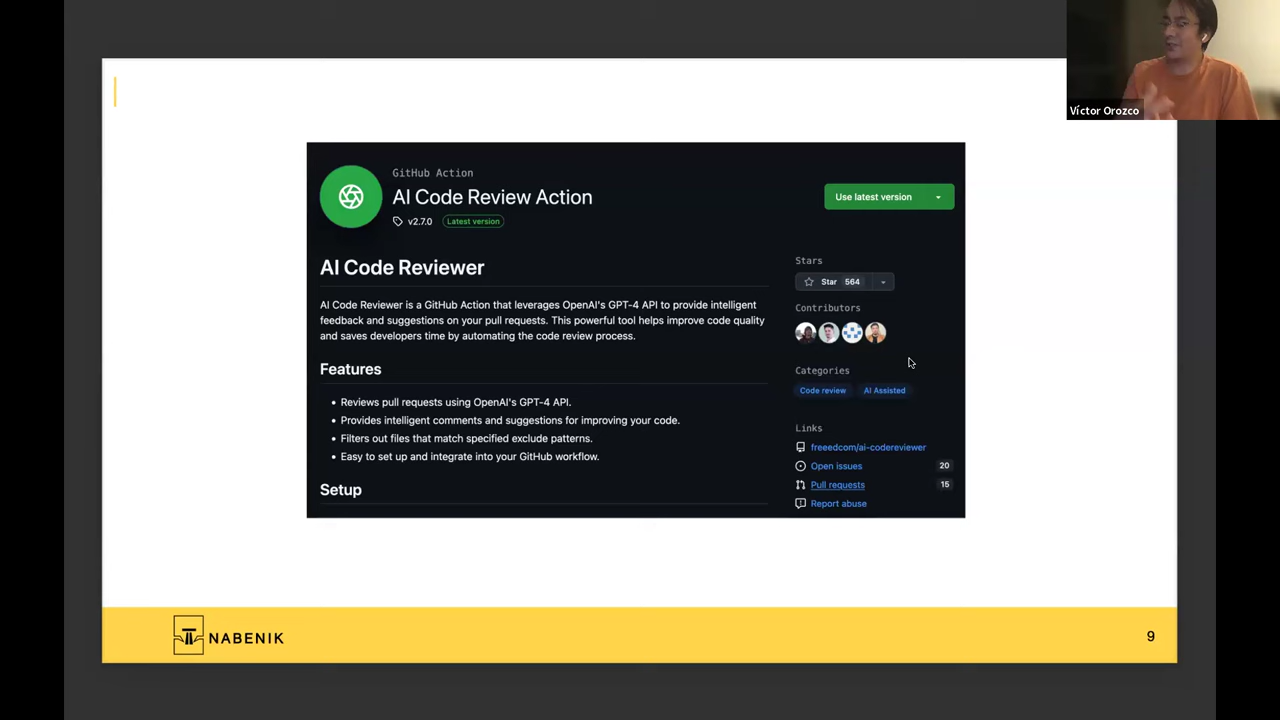 Víctor Orozco
GitHub Action
AI Code Review Action
v2.7.0 Latest version
Use latest version
AI Code Reviewer
AI Code Reviewer is a GitHub Action that leverages OpenAI's GPT-4 API to provide intelligent
feedback and suggestions on your pull requests. This powerful tool helps improve code quality
and saves developers time by automating the code review process.
Features
• Reviews pull requests using OpenAI's GPT-4 API.
• Provides intelligent comments and suggestions for improving your code.
• Filters out files that match specified exclude patterns.
• Easy to set up and integrate into your GitHub workflow.
Setup
Stars
Star 564
Contributors
Categories
Code review AI Assisted
Links
freeedcom/ai-codereviewer
Open issues 20
Pull requests 15
Report abuse
NABENIK
9